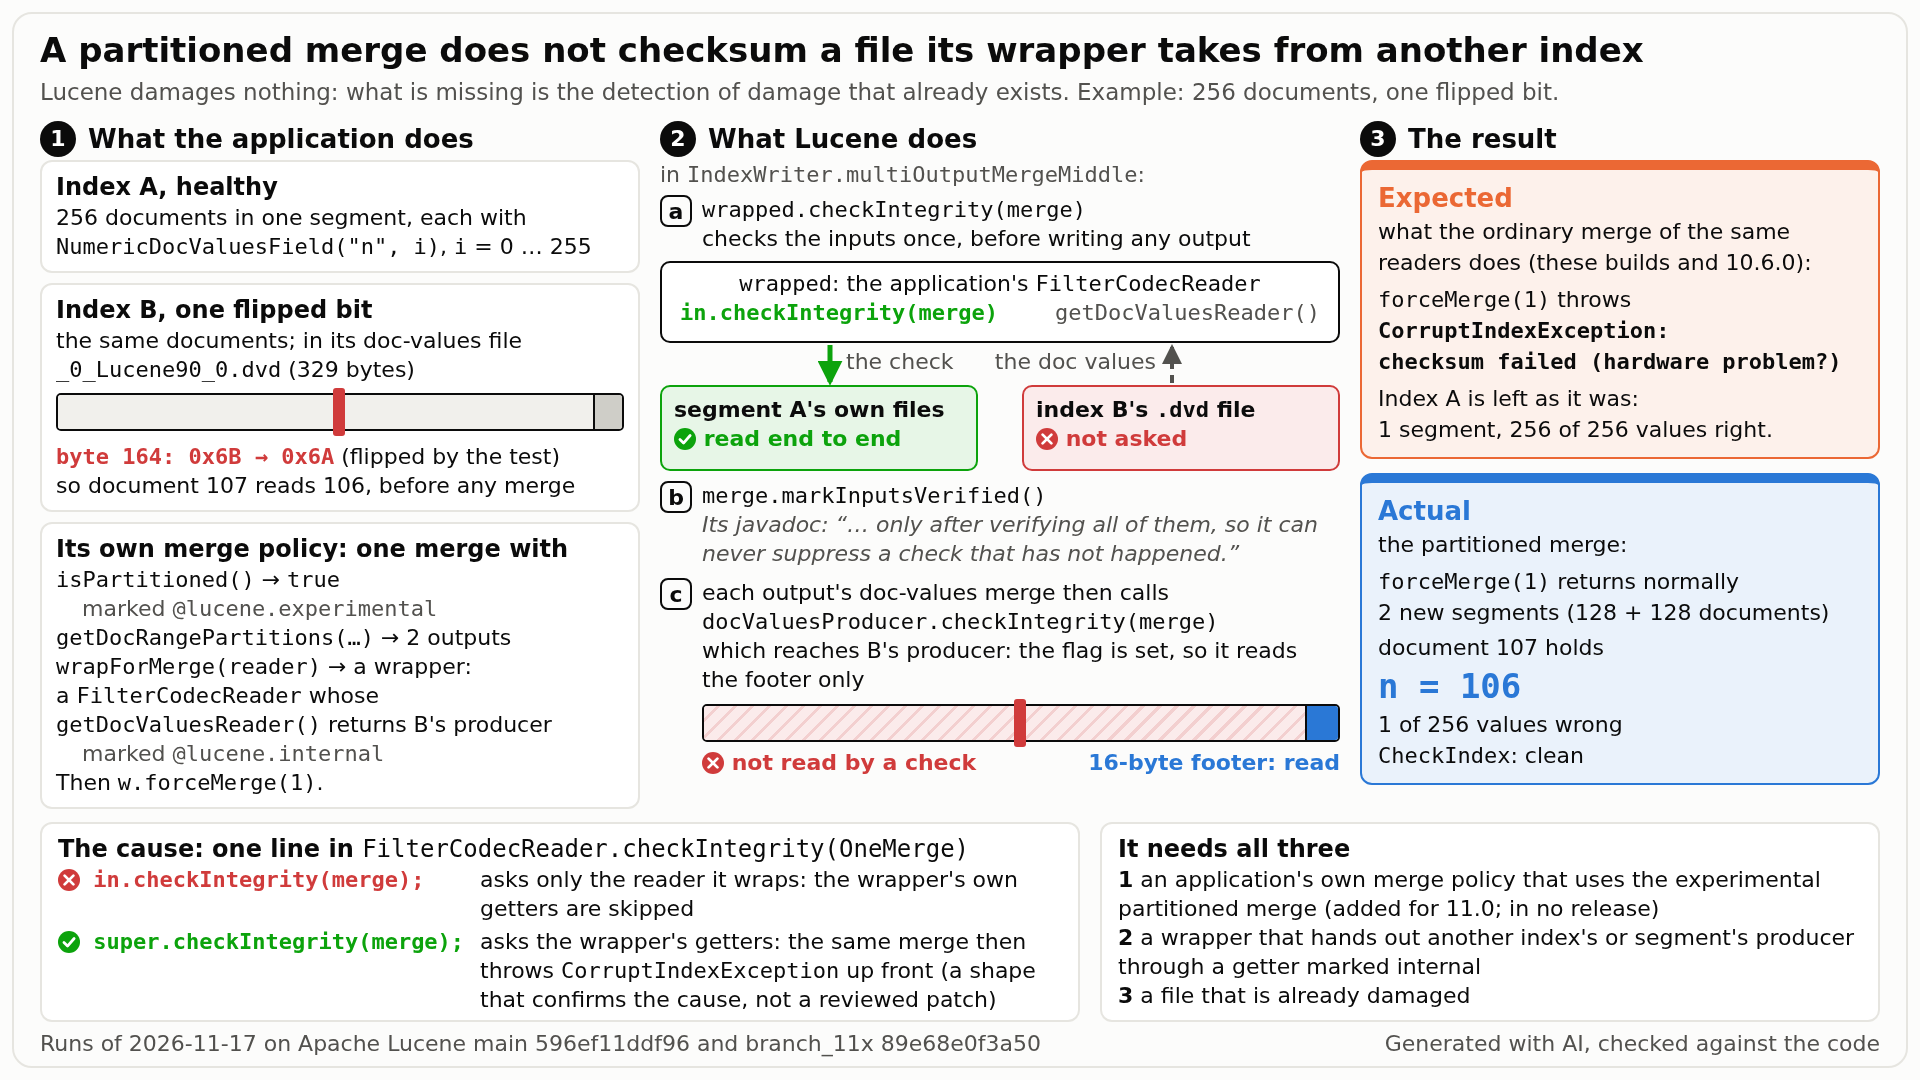 A partitioned merge does not checksum a file its wrapper takes from another index
Lucene damages nothing: what is missing is the detection of damage that already exists. Example: 256 documents, one flipped bit.
1 What the application does
Index A, healthy
256 documents in one segment, each with
NumericDocValuesField("n", i), i = 0 … 255
Index B, one flipped bit
the same documents; in its doc-values file
_0_Lucene90_0.dvd (329 bytes)
byte 164: 0x6B → 0x6A (flipped by the test)
so document 107 reads 106, before any merge
Its own merge policy: one merge with
isPartitioned() → true
marked @lucene.experimental
getDocRangePartitions(…) → 2 outputs
wrapForMerge(reader) → a wrapper:
a FilterCodecReader whose
getDocValuesReader() returns B's producer
marked @lucene.internal
Then w.forceMerge(1).
2 What Lucene does
in IndexWriter.multiOutputMergeMiddle:
a wrapped.checkIntegrity(merge)
checks the inputs once, before writing any output
wrapped: the application's FilterCodecReader
in.checkIntegrity(merge) getDocValuesReader()
the check the doc values
segment A's own files
read end to end
index B's .dvd file
not asked
b merge.markInputsVerified()
Its javadoc: “… only after verifying all of them, so it can
never suppress a check that has not happened.”
c each output's doc-values merge then calls
docValuesProducer.checkIntegrity(merge)
which reaches B's producer: the flag is set, so it reads
the footer only
not read by a check 16-byte footer: read
3 The result
Expected
what the ordinary merge of the same
readers does (these builds and 10.6.0):
forceMerge(1) throws
CorruptIndexException:
checksum failed (hardware problem?)
Index A is left as it was:
1 segment, 256 of 256 values right.
Actual
the partitioned merge:
forceMerge(1) returns normally
2 new segments (128 + 128 documents)
document 107 holds
n = 106
1 of 256 values wrong
CheckIndex: clean
The cause: one line in FilterCodecReader.checkIntegrity(OneMerge)
in.checkIntegrity(merge); asks only the reader it wraps: the wrapper's own
getters are skipped
super.checkIntegrity(merge); asks the wrapper's getters: the same merge then
throws CorruptIndexException up front (a shape
that confirms the cause, not a reviewed patch)
It needs all three
1 an application's own merge policy that uses the experimental
partitioned merge (added for 11.0; in no release)
2 a wrapper that hands out another index's or segment's producer
through a getter marked internal
3 a file that is already damaged
Runs of 2026-11-17 on Apache Lucene main 596ef11ddf96 and branch_11x 89e68e0f3a50
Generated with AI, checked against the code